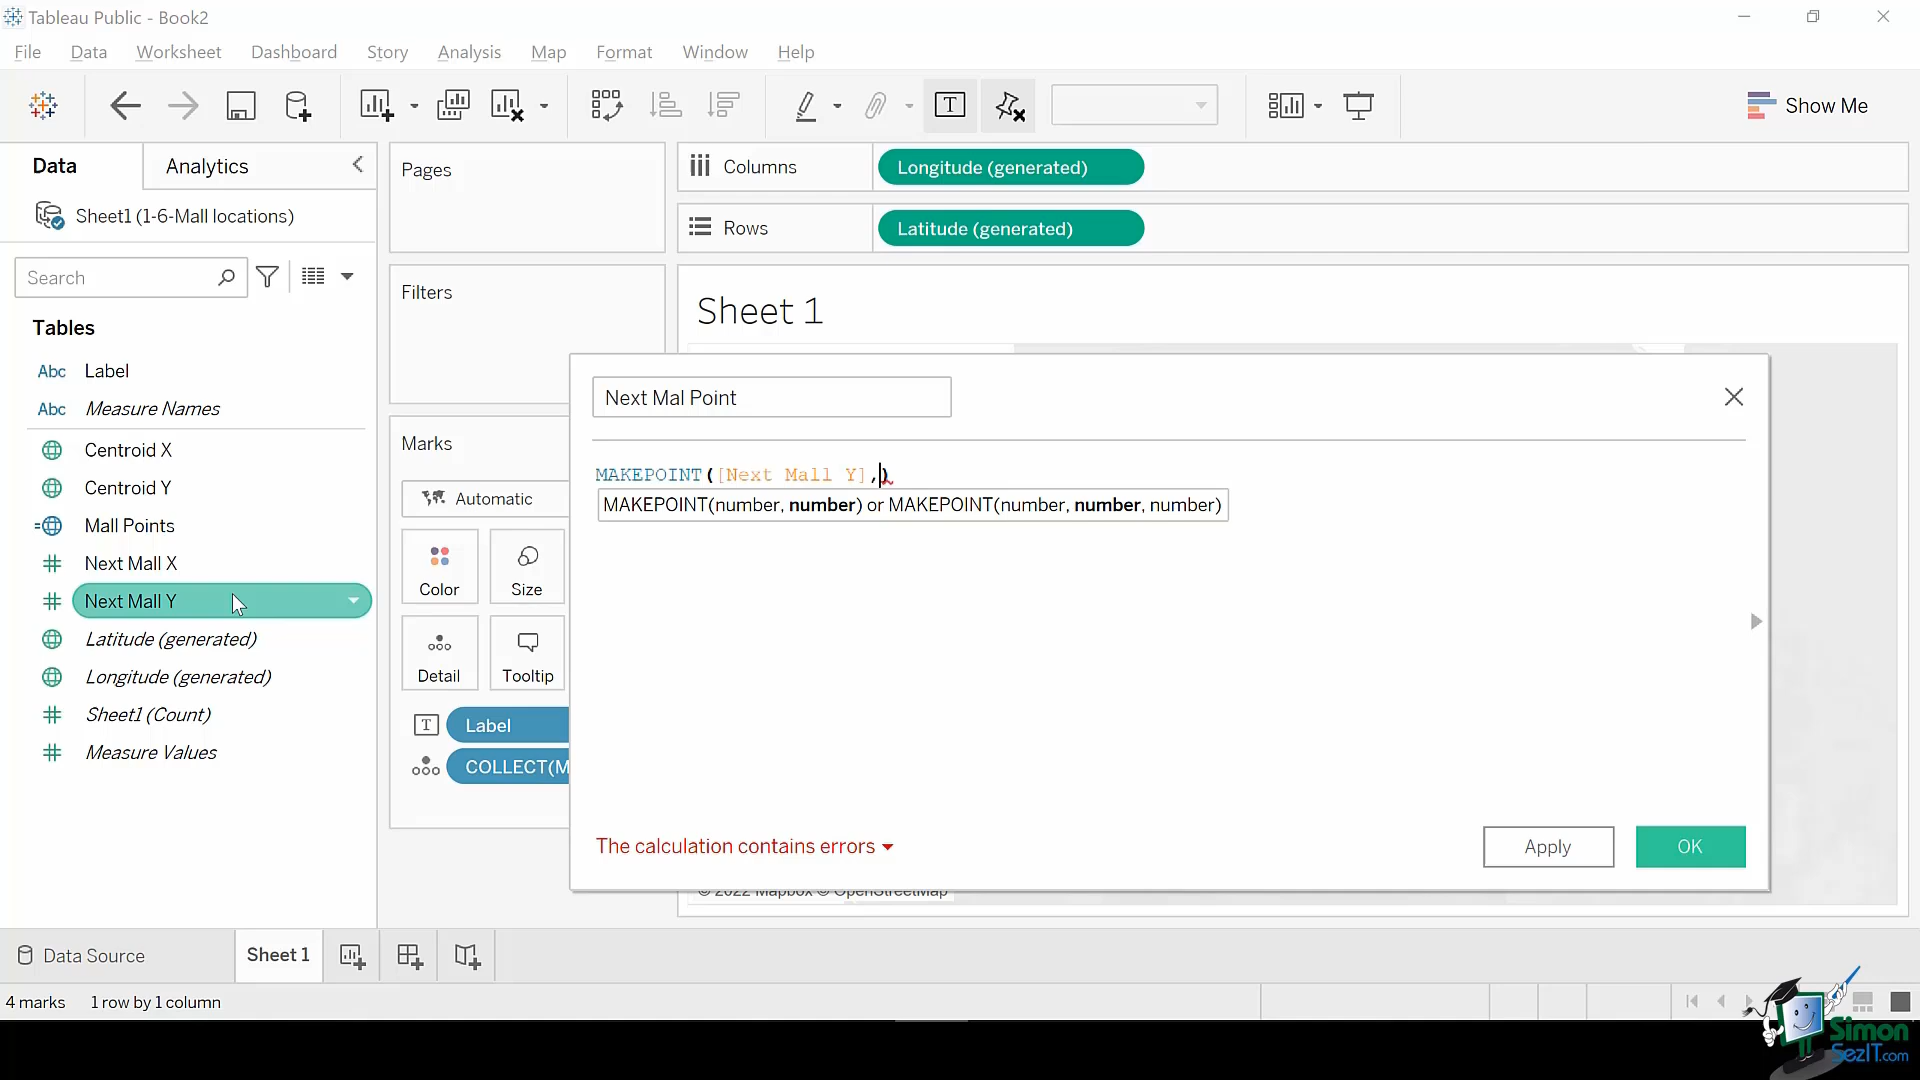 Tableau Public - Book2
File Data Worksheet Dashboard Story Analysis Map Format Window Help
Show Me
Data Analytics
Sheet1 (1-6-Mall locations)
Search
Tables
Abc Label
Abc Measure Names
Centroid X
Centroid Y
Mall Points
Next Mall X
Next Mall Y
Latitude (generated)
Longitude (generated)
Sheet1 (Count)
Measure Values
Pages
Filters
Marks
Automatic
Color Size
Detail Tooltip
T Label
COLLECT(M
Columns Longitude (generated)
Rows Latitude (generated)
Sheet 1
Next Mal Point
MAKEPOINT([Next Mall Y],)
MAKEPOINT(number, number) or MAKEPOINT(number, number, number)
The calculation contains errors
Apply OK
© 2022 Mapbox © OpenStreetMap
Data Source Sheet 1
4 marks 1 row by 1 column
Simon
SezIT.com